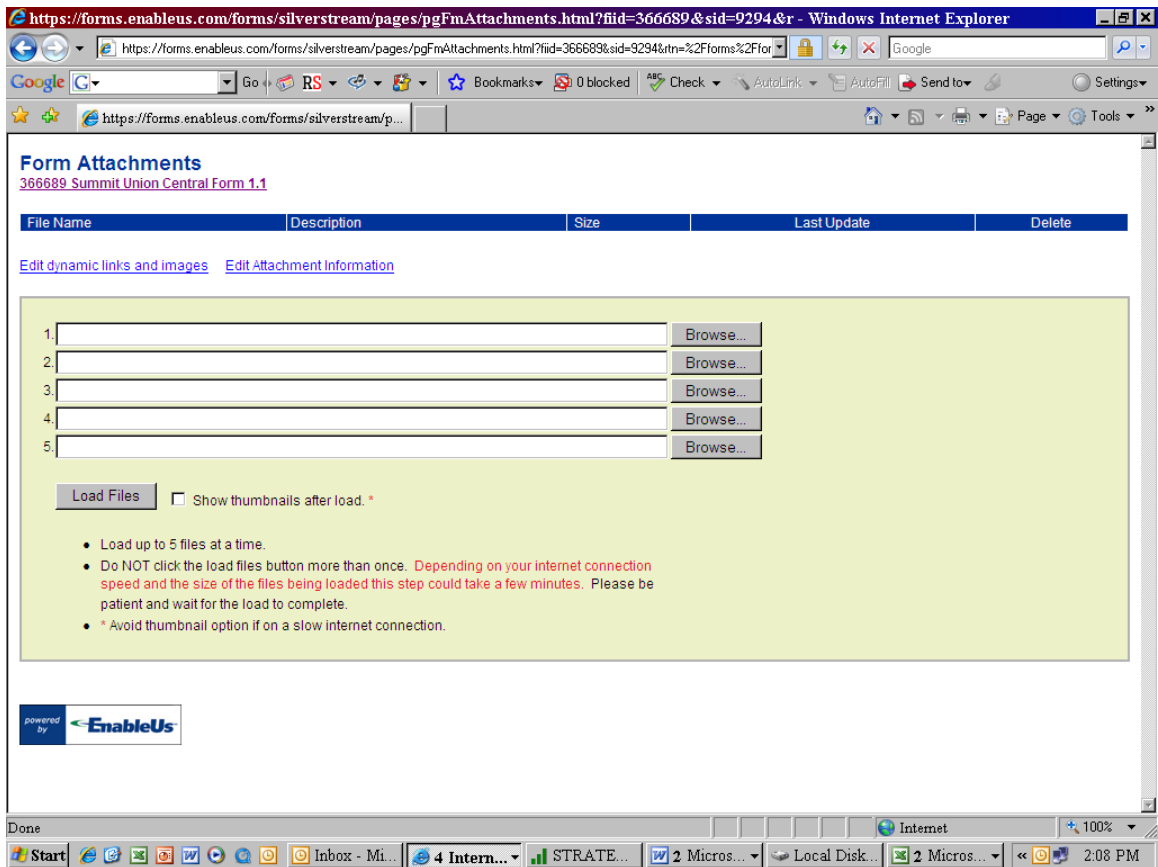 https://forms.enableus.com/forms/silverstream/pages/pgFmAttachments.html?fiid=366689&sid=9294&r - Windows Internet Explorer
https://forms.enableus.com/forms/silverstream/pages/pgFmAttachments.html?fiid=366689&sid=9294&rtn=%2Fforms%2Ffor
Google
Google G Go RS Bookmarks 0 blocked ABC Check AutoLink AutoFill Send to Settings
https://forms.enableus.com/forms/silverstream/p... Page Tools »
Form Attachments
366689 Summit Union Central Form 1.1
File Name Description Size Last Update Delete
Edit dynamic links and images Edit Attachment Information
1. Browse...
2. Browse...
3. Browse...
4. Browse...
5. Browse...
Load Files Show thumbnails after load. *
• Load up to 5 files at a time.
• Do NOT click the load files button more than once. Depending on your internet connection
speed and the size of the files being loaded this step could take a few minutes. Please be
patient and wait for the load to complete.
• * Avoid thumbnail option if on a slow internet connection.
powered
by EnableUs
Done Internet 100%
Start Inbox - Mi... 4 Intern... STRATE... 2 Micros... Local Disk... 2 Micros... « 2:08 PM